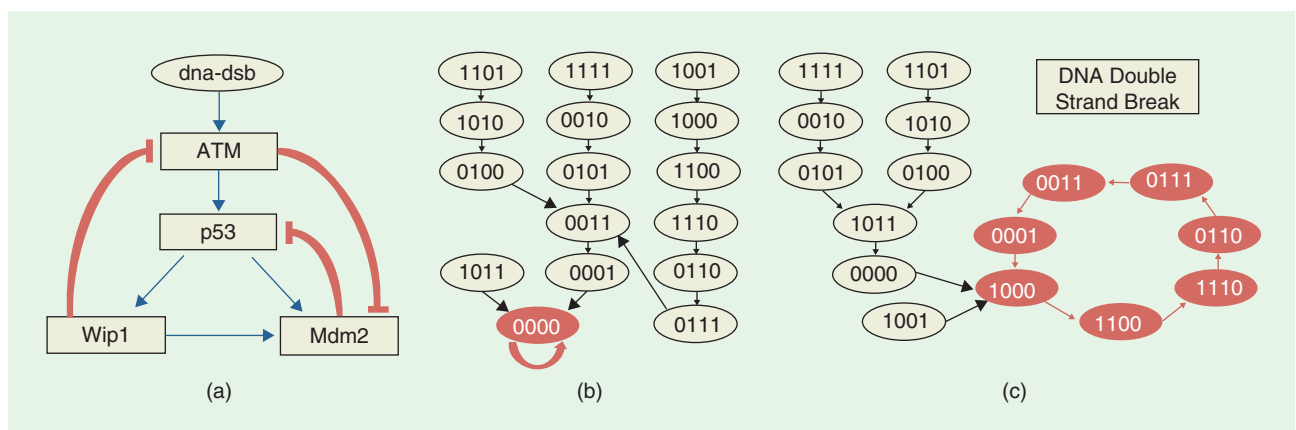 dna-dsb
ATM
p53
Wip1
Mdm2
(a)
1101 1111 1001
1010 0010 1000
0100 0101 1100
0011 1110
1011 0001 0110
0000 0111
(b)
1111 1101
0010 1010
0101 0100
1011
0000
1001
DNA Double
Strand Break
0011 0111
0001 0110
1000 1110
1100
(c)